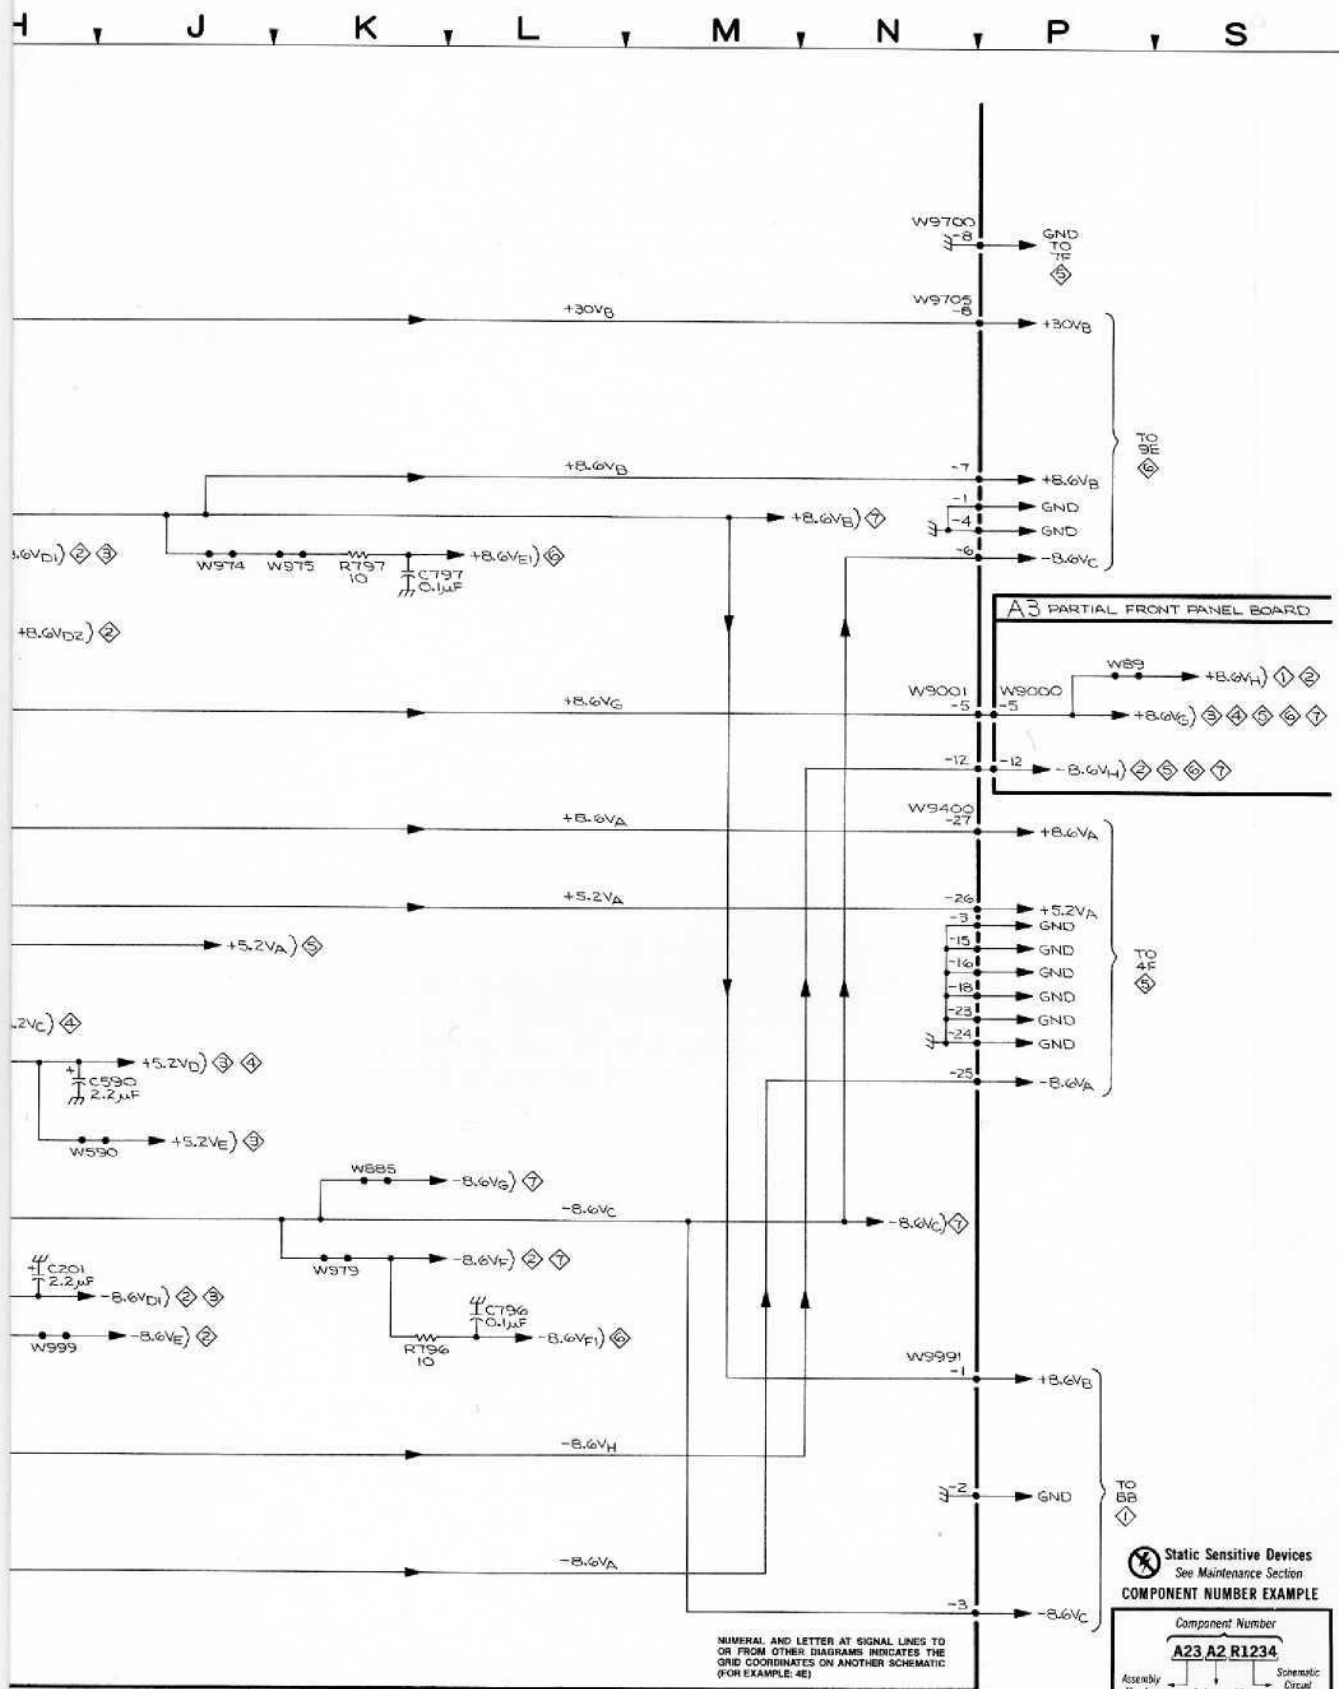 H J K L M N P S
W9700
-8
GND
TO
7F
5
W9705
+30VB
-8
+30VB
TO
9E
6
+8.6VB
-7
+8.6VB
-1
GND
+8.6VB) 7
-4
GND
-6
-8.6VC
.6VD1) 2 3
W974 W975 R797
10
C797
0.1µF
+8.6VE1) 6
+8.6VD2) 2
A3 PARTIAL FRONT PANEL BOARD
W89
+8.6VH) 1 2
+8.6VG
W9001
-5
W9000
-5
+8.6VG) 3 4 5 6 7
-12
-12
-8.6VH) 2 5 6 7
W9400
+8.6VA
-27
+8.6VA
+5.2VA
-26
+5.2VA
-3
GND
+5.2VA) 5
-15
GND
-16
GND
TO
4F
5
-18
GND
.2VC) 4
-23
GND
-24
GND
+5.2VD) 3 4
C590
2.2µF
-25
-8.6VA
W590
+5.2VE) 3
W885
-8.6VG) 7
-8.6VC
-8.6VC) 7
W979
-8.6VF) 2 7
C201
2.2µF
-8.6VD1) 2 3
C796
0.1µF
W999
-8.6VE) 2
R796
10
-8.6VF1) 6
W9991
-1
+8.6VB
-8.6VH
-2
GND
TO
8B
1
-8.6VA
-3
-8.6VC
Static Sensitive Devices
See Maintenance Section
COMPONENT NUMBER EXAMPLE
Component Number
A23 A2 R1234
Assembly
Schematic
Circuit
NUMERAL AND LETTER AT SIGNAL LINES TO
OR FROM OTHER DIAGRAMS INDICATES THE
GRID COORDINATES ON ANOTHER SCHEMATIC
(FOR EXAMPLE: 4E)